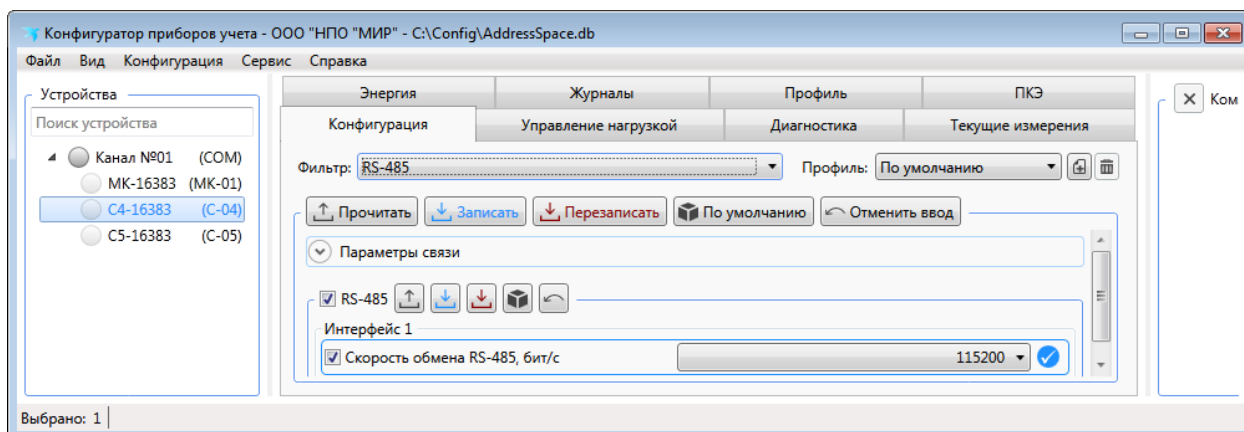 Конфигуратор приборов учета - ООО "НПО "МИР" - C:\Config\AddressSpace.db
Файл Вид Конфигурация Сервис Справка
Устройства
Поиск устройства
Канал №01 (COM)
МК-16383 (МК-01)
С4-16383 (С-04)
С5-16383 (С-05)
Энергия Журналы Профиль ПКЭ
Конфигурация Управление нагрузкой Диагностика Текущие измерения
Фильтр: RS-485 Профиль: По умолчанию
Прочитать Записать Перезаписать По умолчанию Отменить ввод
Параметры связи
RS-485
Интерфейс 1
Скорость обмена RS-485, бит/с 115200
Ком
Выбрано: 1